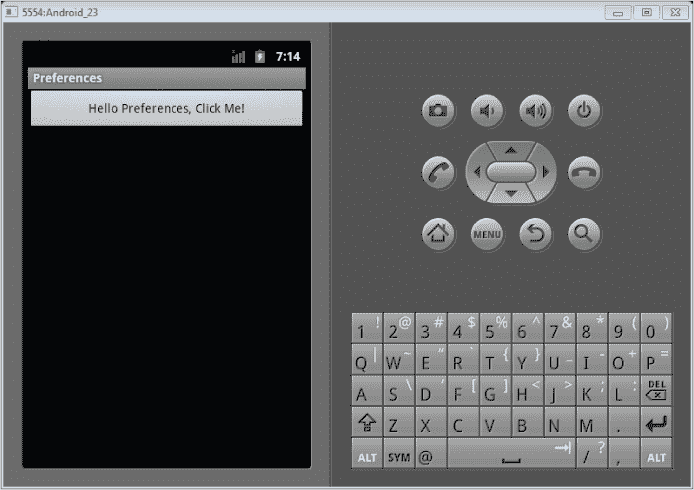 5554:Android_23
7:14
Preferences
Hello Preferences, Click Me!
MENU
1 ! 2 @ 3 # 4 $ 5 % 6 ^ 7 & 8 * 9 ( 0 )
Q | W ~ E " R ` T { Y } U _ I - O + P =
A S \ D ' F [ G ] H < J > K ; L : DEL
Z X C V B N M .
ALT SYM @ / ? , ALT